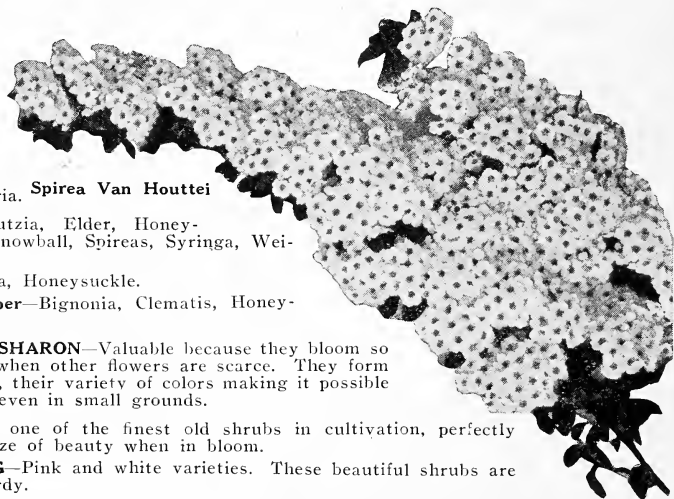 ia. Spirea Van Houttei
utzia, Elder, Honey-
nowball, Spireas, Syringa, Wei-
a, Honeysuckle.
ber—Bignonia, Clematis, Honey-
SHARON—Valuable because they bloom so
when other flowers are scarce. They form
, their variety of colors making it possible
even in small grounds.
one of the finest old shrubs in cultivation, perfectly
ze of beauty when in bloom.
G—Pink and white varieties. These beautiful shrubs are
dy.